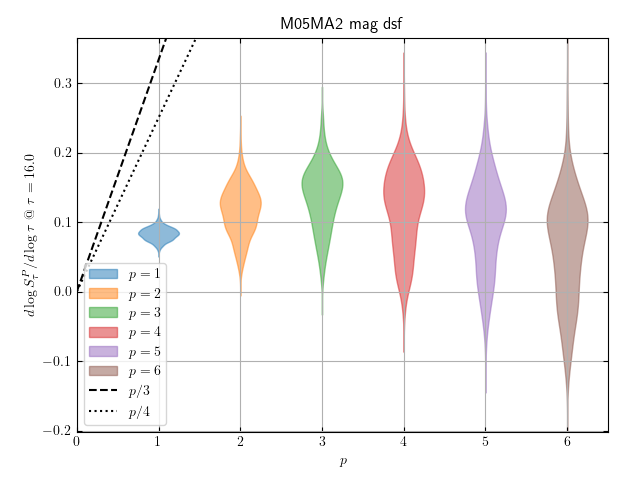 M05MA2 mag dsf
d log S_τ^P / d log τ @ τ = 16.0
0.3
0.2
0.1
0.0
−0.1
−0.2
p = 1
p = 2
p = 3
p = 4
p = 5
p = 6
p/3
p/4
0 1 2 3 4 5 6
p